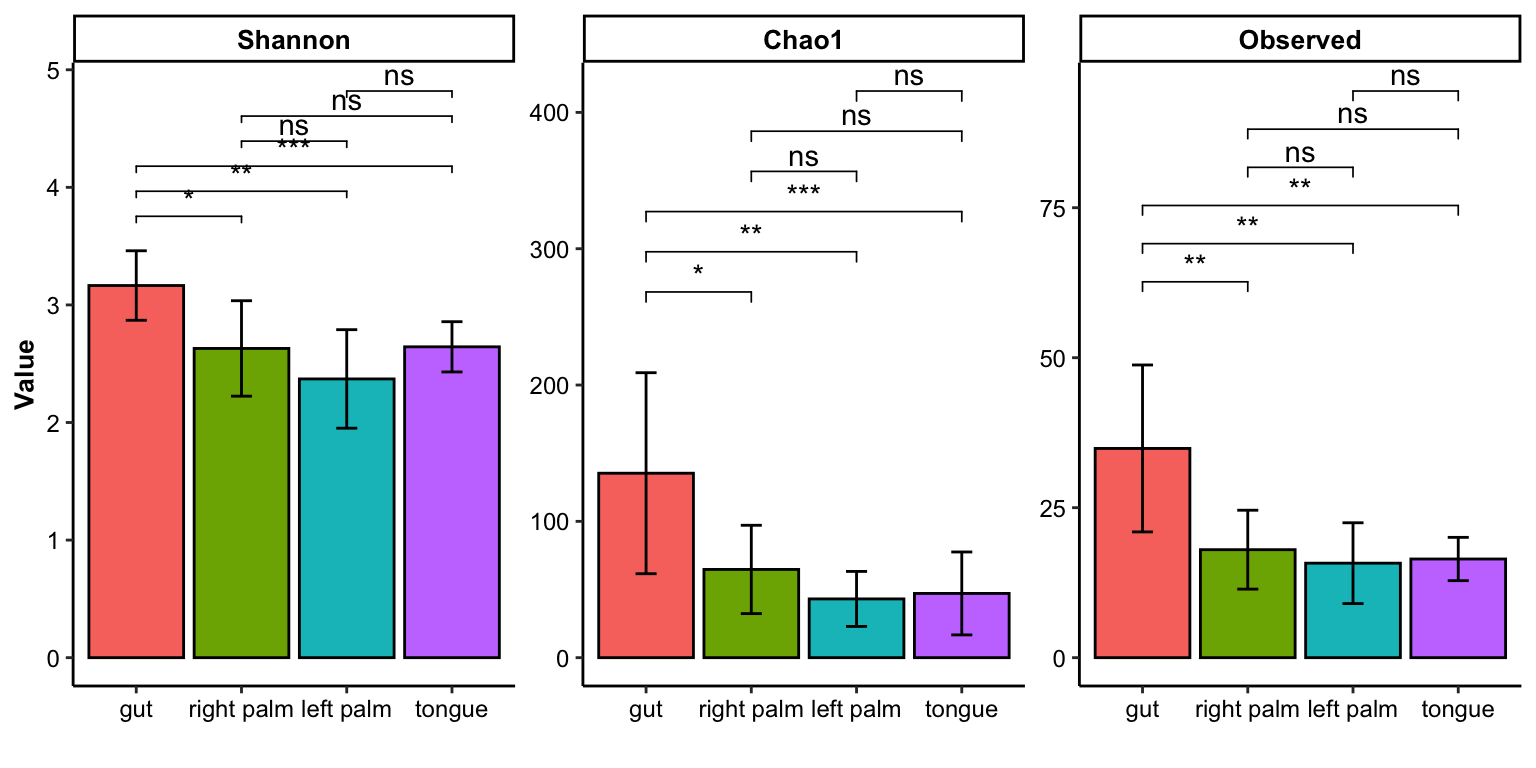 Shannon
Chao1
Observed
Value
5
4
3
2
1
0
ns
ns
ns
***
**
*
gut
right palm
left palm
tongue
400
300
200
100
0
ns
ns
ns
***
**
*
gut
right palm
left palm
tongue
75
50
25
0
ns
ns
ns
**
**
**
gut
right palm
left palm
tongue